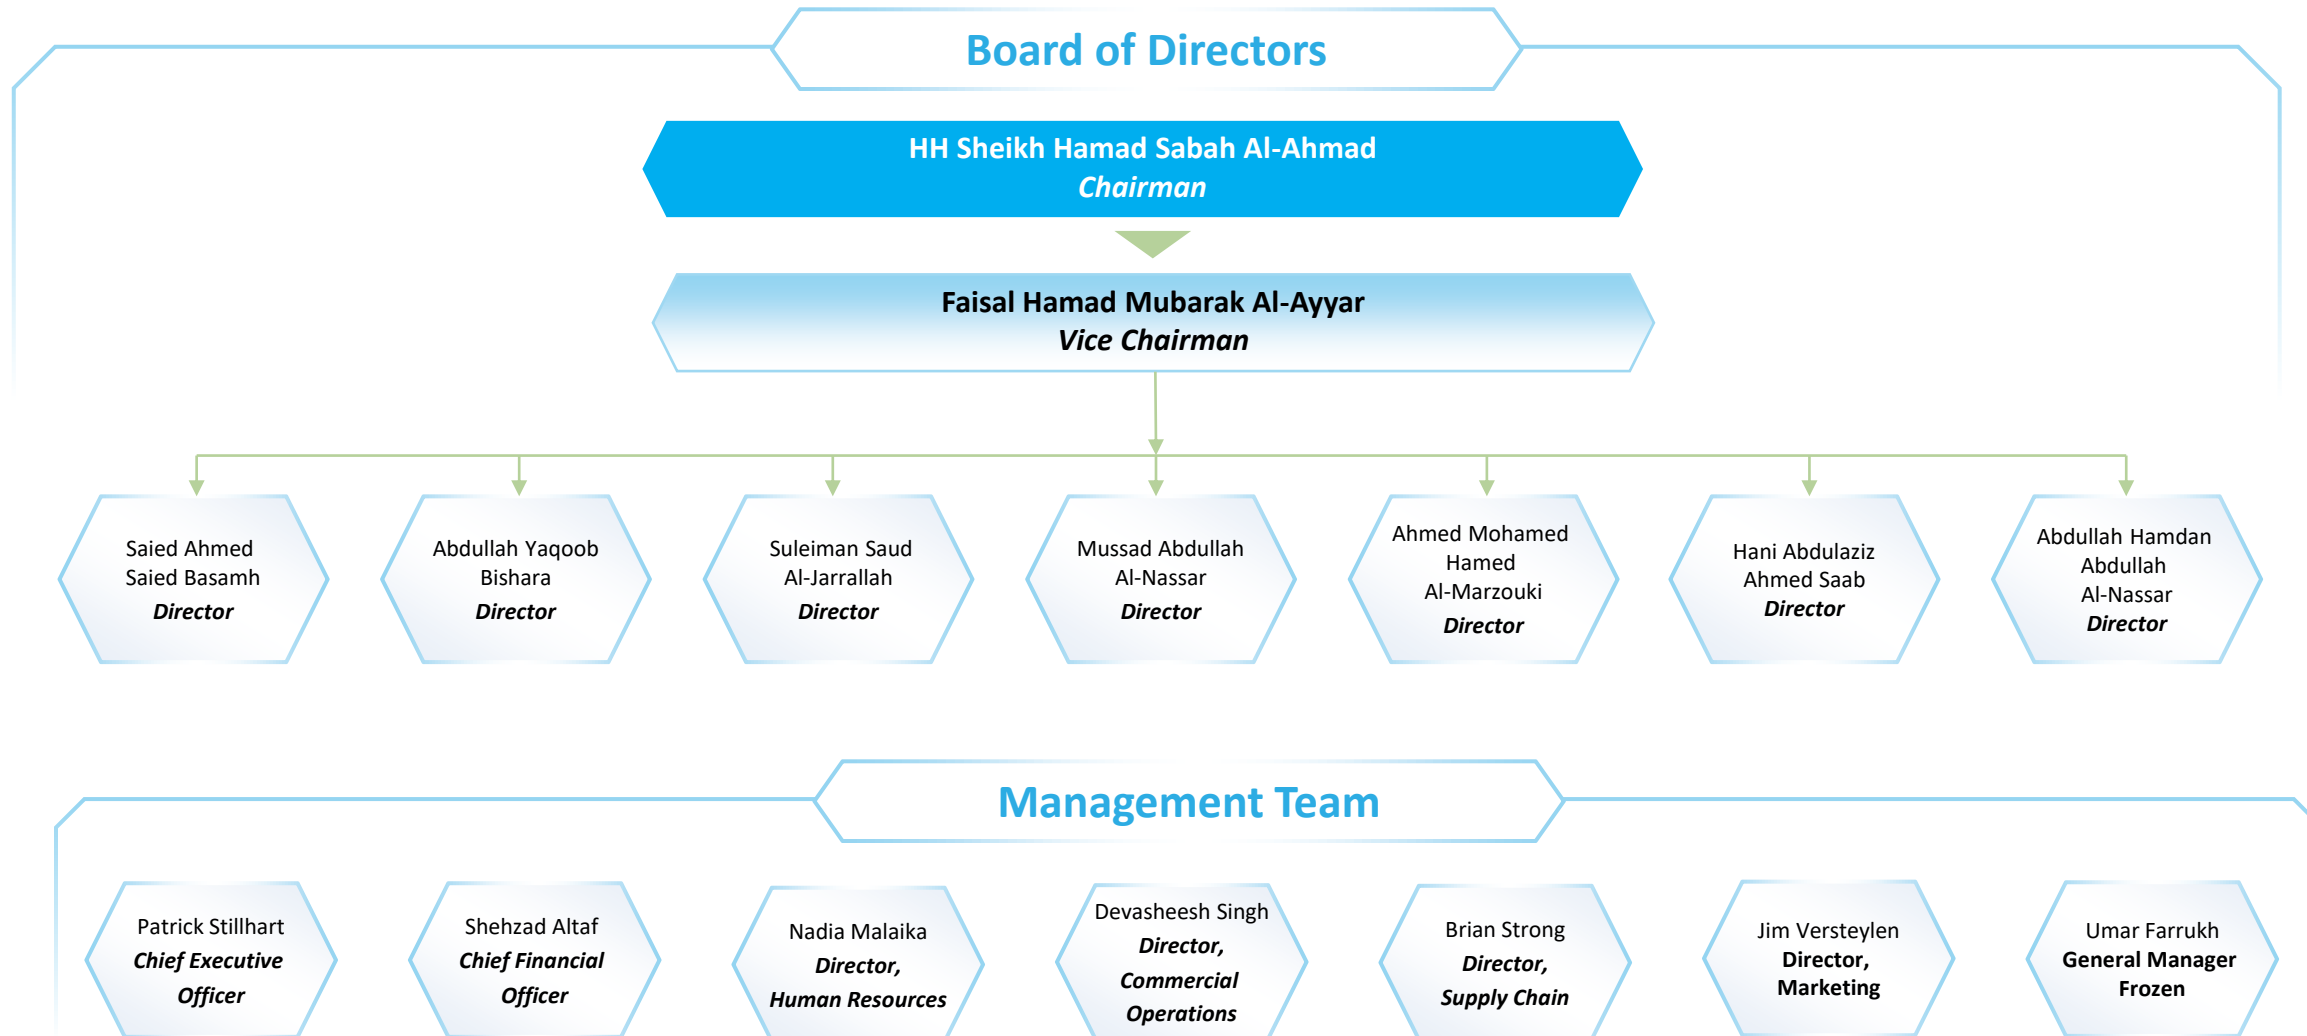 Board of Directors
HH Sheikh Hamad Sabah Al-Ahmad
Chairman
Faisal Hamad Mubarak Al-Ayyar
Vice Chairman
Saied Ahmed
Saied Basamh
Director
Abdullah Yaqoob
Bishara
Director
Suleiman Saud
Al-Jarrallah
Director
Mussad Abdullah
Al-Nassar
Director
Ahmed Mohamed
Hamed
Al-Marzouki
Director
Hani Abdulaziz
Ahmed Saab
Director
Abdullah Hamdan
Abdullah
Al-Nassar
Director
Management Team
Patrick Stillhart
Chief Executive
Officer
Shehzad Altaf
Chief Financial
Officer
Nadia Malaika
Director,
Human Resources
Devasheesh Singh
Director,
Commercial
Operations
Brian Strong
Director,
Supply Chain
Jim Versteylen
Director,
Marketing
Umar Farrukh
General Manager
Frozen